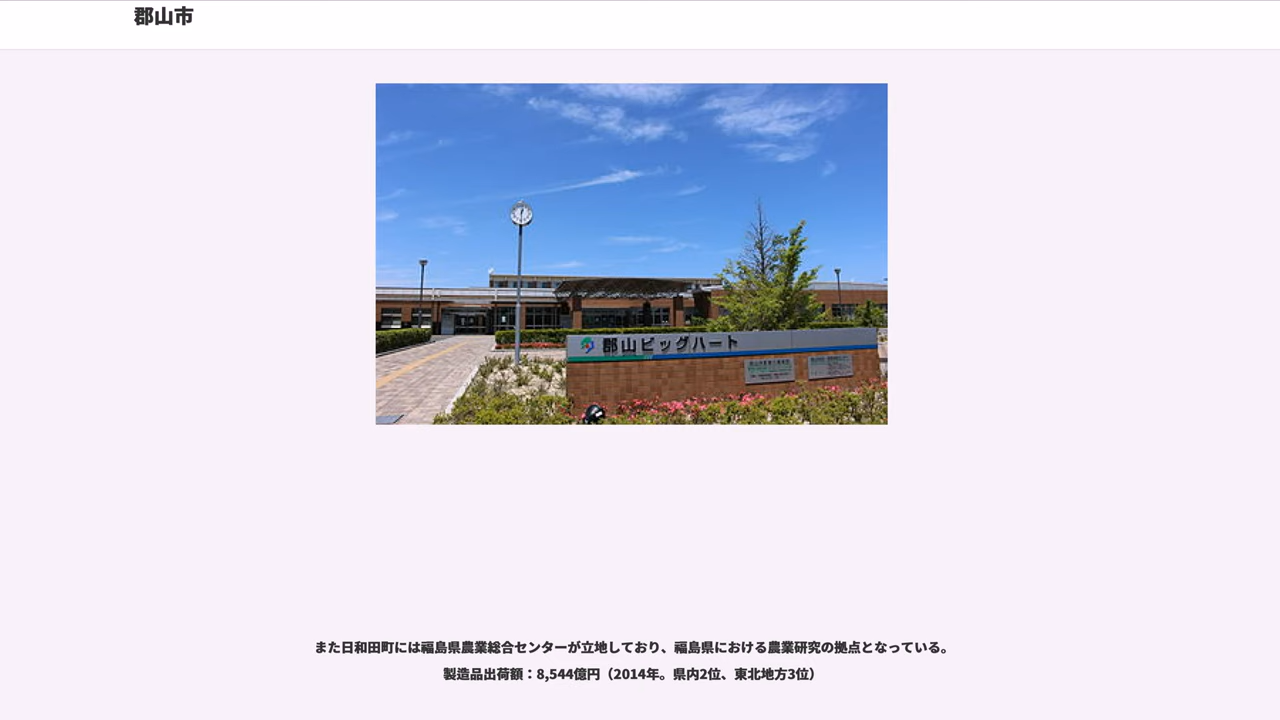 郡山市
郡山ビッグハート
また日和田町には福島県農業総合センターが立地しており、福島県における農業研究の拠点となっている。
製造品出荷額：8,544億円（2014年。県内2位、東北地方3位）